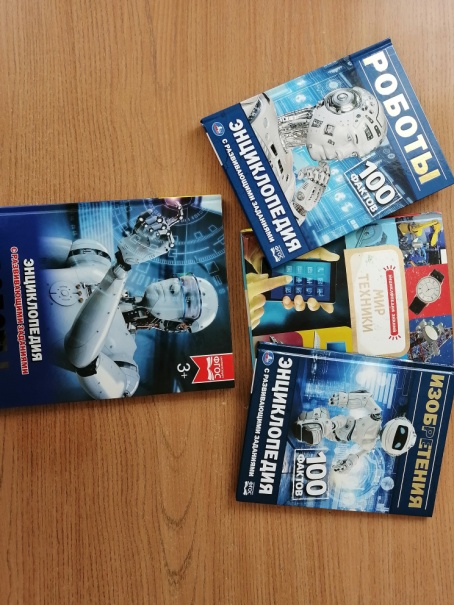 РОБОТЫ
100
ФАКТОВ
ЭНЦИКЛОПЕДИЯ
С РАЗВИВАЮЩИМИ ЗАДАНИЯМИ
ЭНЦИКЛОПЕДИЯ
С РАЗВИВАЮЩИМИ ЗАДАНИЯМИ
3+
ФГОС
МИР
ТЕХНИКИ
ИЗОБРЕТЕНИЯ
100
ФАКТОВ
ЭНЦИКЛОПЕДИЯ
С РАЗВИВАЮЩИМИ ЗАДАНИЯМИ